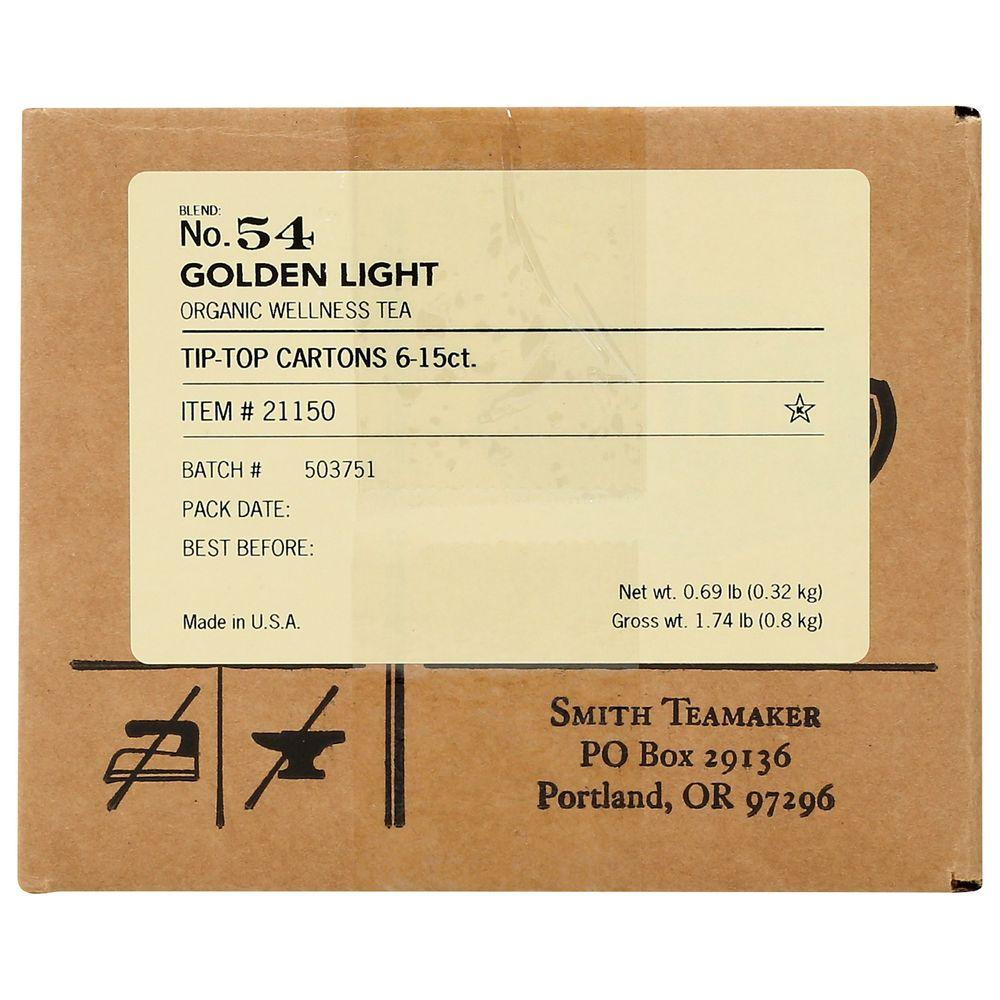 BLEND:
No. 54
GOLDEN LIGHT
ORGANIC WELLNESS TEA
TIP-TOP CARTONS 6-15ct.
ITEM # 21150
K
BATCH # 503751
PACK DATE:
BEST BEFORE:
Net wt. 0.69 lb (0.32 kg)
Made in U.S.A.
Gross wt. 1.74 lb (0.8 kg)
SMITH TEAMAKER
PO Box 29136
Portland, OR 97296